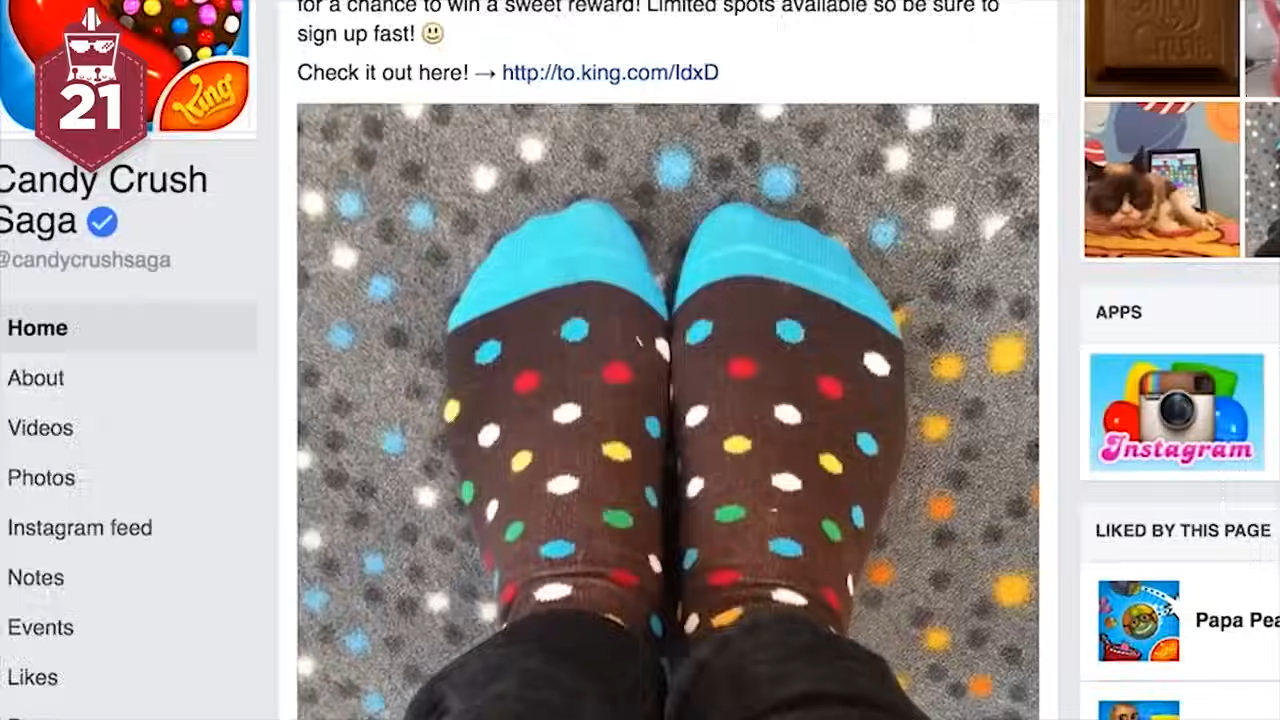 for a chance to win a sweet reward! Limited spots available so be sure to
sign up fast! 😃
Check it out here! → http://to.king.com/IdxD
21
King
Candy Crush
Saga
@candycrushsaga
Home
About
Videos
Photos
Instagram feed
Notes
Events
Likes
crush
APPS
Instagram
LIKED BY THIS PAGE
Papa Pea